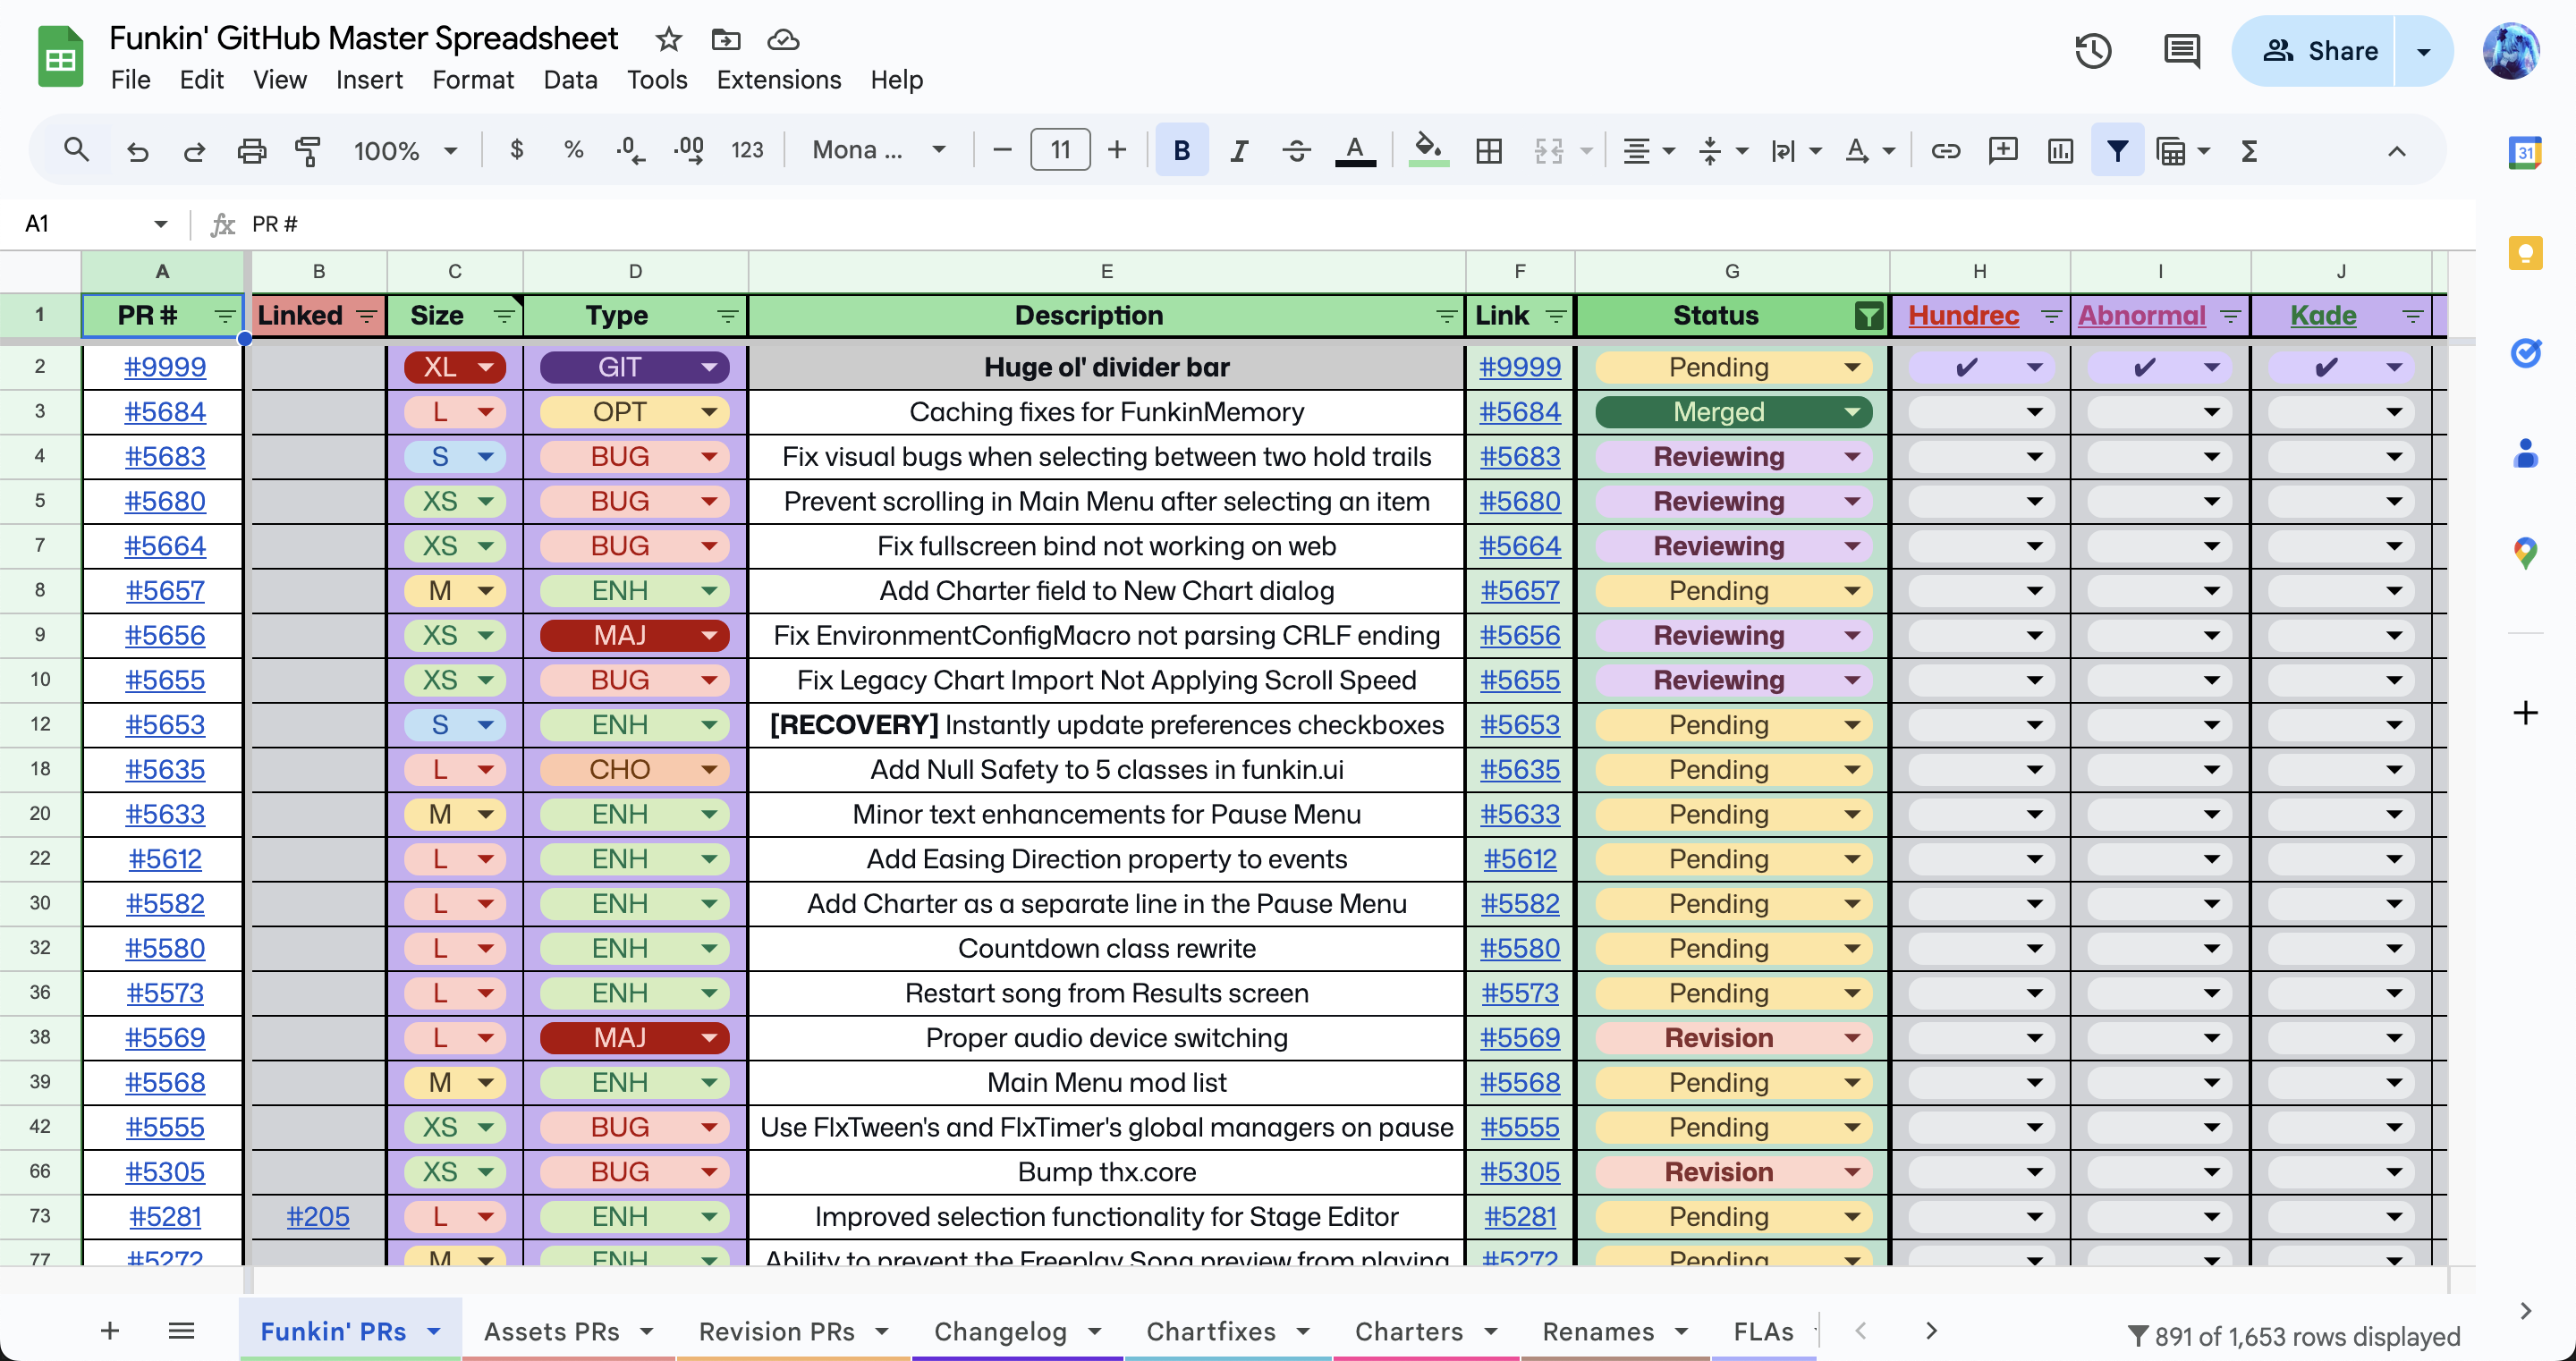 Funkin' GitHub Master Spreadsheet
File Edit View Insert Format Data Tools Extensions Help
Share
100% $ % .0 .00 123 Mona ... 11 B I A
31
A1 fx PR #
A B C D E F G H I J
1 PR # Linked Size Type Description Link Status Hundrec Abnormal Kade
2 #9999 XL GIT Huge ol' divider bar #9999 Pending ✔ ✔ ✔
3 #5684 L OPT Caching fixes for FunkinMemory #5684 Merged
4 #5683 S BUG Fix visual bugs when selecting between two hold trails #5683 Reviewing
5 #5680 XS BUG Prevent scrolling in Main Menu after selecting an item #5680 Reviewing
7 #5664 XS BUG Fix fullscreen bind not working on web #5664 Reviewing
8 #5657 M ENH Add Charter field to New Chart dialog #5657 Pending
9 #5656 XS MAJ Fix EnvironmentConfigMacro not parsing CRLF ending #5656 Reviewing
10 #5655 XS BUG Fix Legacy Chart Import Not Applying Scroll Speed #5655 Reviewing
12 #5653 S ENH [RECOVERY] Instantly update preferences checkboxes #5653 Pending
18 #5635 L CHO Add Null Safety to 5 classes in funkin.ui #5635 Pending
20 #5633 M ENH Minor text enhancements for Pause Menu #5633 Pending
22 #5612 L ENH Add Easing Direction property to events #5612 Pending
30 #5582 L ENH Add Charter as a separate line in the Pause Menu #5582 Pending
32 #5580 L ENH Countdown class rewrite #5580 Pending
36 #5573 L ENH Restart song from Results screen #5573 Pending
38 #5569 L MAJ Proper audio device switching #5569 Revision
39 #5568 M ENH Main Menu mod list #5568 Pending
42 #5555 XS BUG Use FlxTween's and FlxTimer's global managers on pause #5555 Pending
66 #5305 XS BUG Bump thx.core #5305 Revision
73 #5281 #205 L ENH Improved selection functionality for Stage Editor #5281 Pending
77 #5272 M ENH Ability to prevent the Freeplay Song preview from playing #5272 Pending
Funkin' PRs Assets PRs Revision PRs Changelog Chartfixes Charters Renames FLAs
891 of 1,653 rows displayed